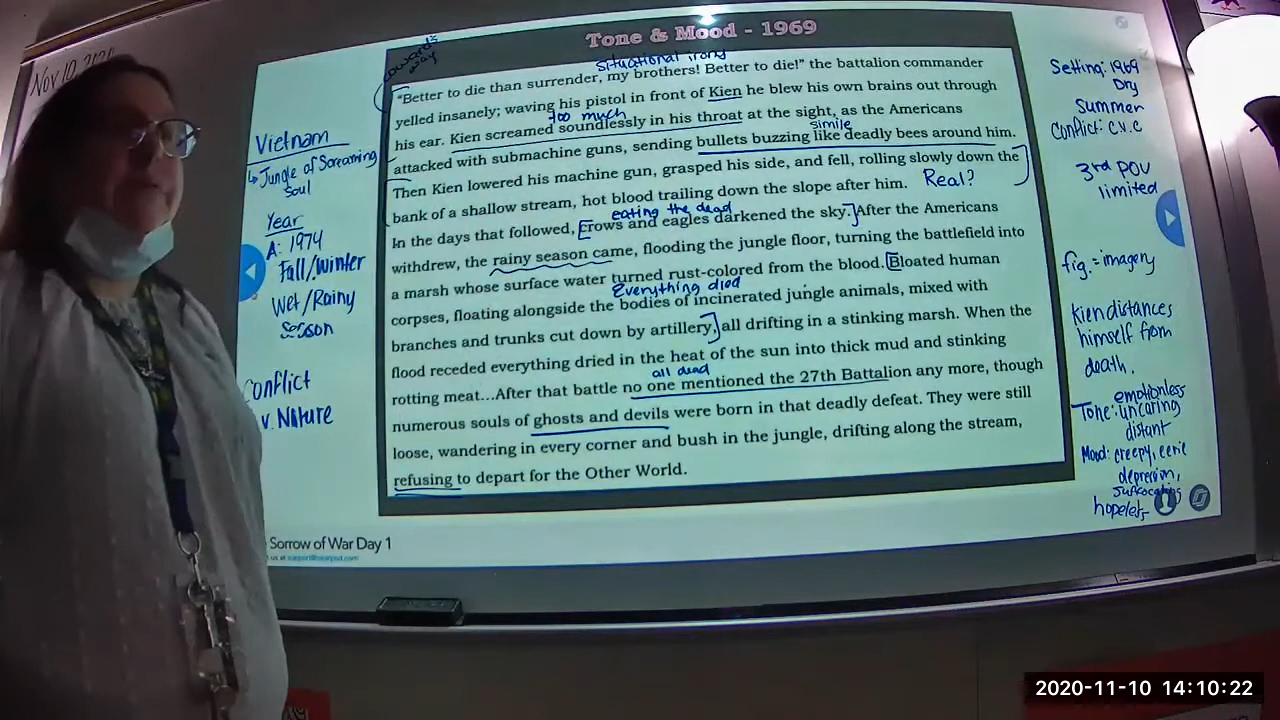 Nov 10, 2020
Tone & Mood - 1969
coward's
way
situational irony
"Better to die than surrender, my brothers! Better to die!" the battalion commander
yelled insanely; waving his pistol in front of Kien he blew his own brains out through
too much
his ear. Kien screamed soundlessly in his throat at the sight, as the Americans
simile
attacked with submachine guns, sending bullets buzzing like deadly bees around him.
Then Kien lowered his machine gun, grasped his side, and fell, rolling slowly down the
bank of a shallow stream, hot blood trailing down the slope after him. Real?
eating the dead
In the days that followed, crows and eagles darkened the sky. After the Americans
withdrew, the rainy season came, flooding the jungle floor, turning the battlefield into
a marsh whose surface water turned rust-colored from the blood. Bloated human
Everything died
corpses, floating alongside the bodies of incinerated jungle animals, mixed with
branches and trunks cut down by artillery, all drifting in a stinking marsh. When the
flood receded everything dried in the heat of the sun into thick mud and stinking
all dead
rotting meat...After that battle no one mentioned the 27th Battalion any more, though
numerous souls of ghosts and devils were born in that deadly defeat. They were still
loose, wandering in every corner and bush in the jungle, drifting along the stream,
refusing to depart for the Other World.
Vietnam
↳ Jungle of Screaming
Soul
Year
A: 1974
Fall/Winter
Wet/Rainy
Season
Conflict
v. Nature
Setting: 1969
Dry
Summer
Conflict: C.v.C
3rd POV
limited
fig. = imagery
Kien distances
himself from
death.
emotionless
Tone: uncaring
distant
Mood: creepy, eerie
depression,
suffocating
hopeless
Sorrow of War Day 1
us at support@nearpod.com
2020-11-10 14:10:22